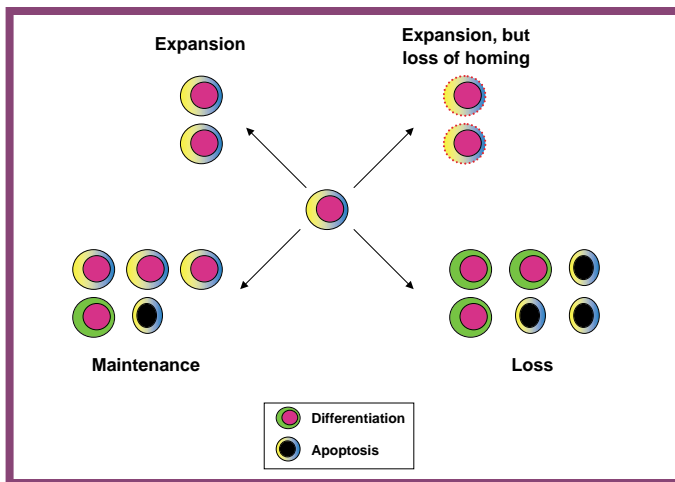 Expansion
Expansion, but
loss of homing
Maintenance
Loss
Differentiation
Apoptosis